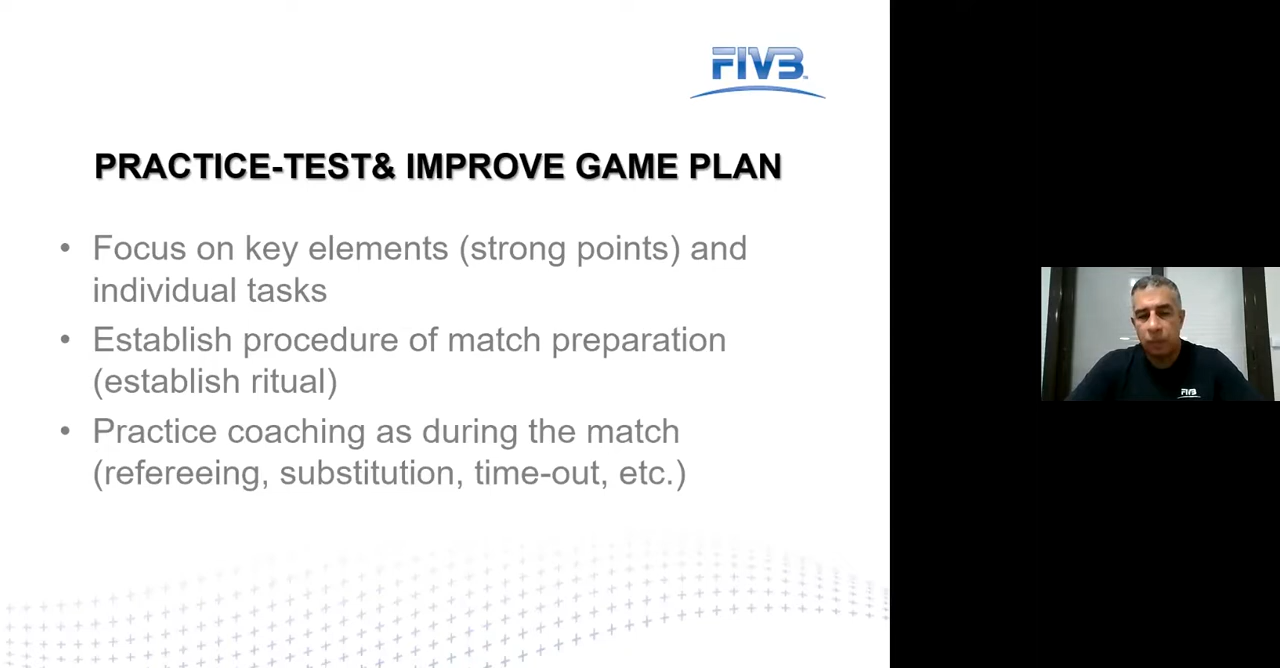 FIVB
PRACTICE-TEST& IMPROVE GAME PLAN
• Focus on key elements (strong points) and
individual tasks
• Establish procedure of match preparation
(establish ritual)
• Practice coaching as during the match
(refereeing, substitution, time-out, etc.)
FIVB